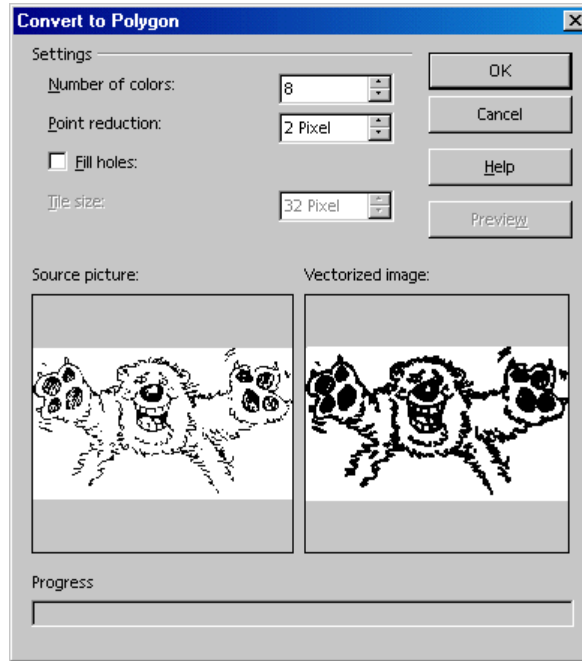 Convert to Polygon
Settings
Number of colors:
8
OK
Point reduction:
2 Pixel
Cancel
Fill holes:
Help
Tile size:
32 Pixel
Preview
Source picture:
Vectorized image:
Progress